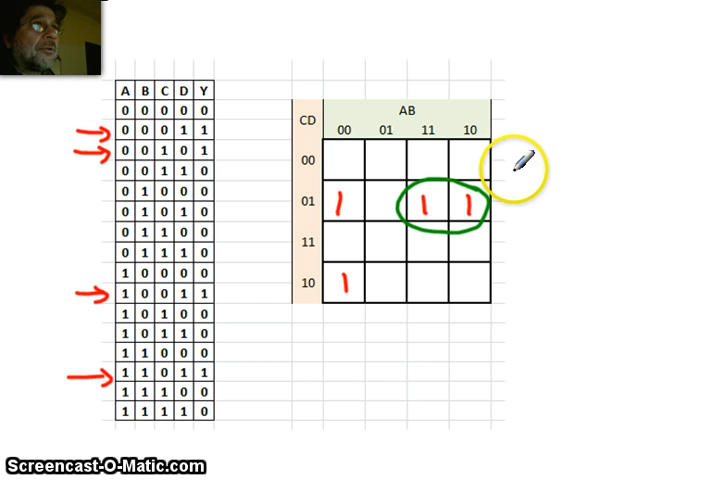 A B C D Y
0 0 0 0 0
0 0 0 1 1
0 0 1 0 1
0 0 1 1 0
0 1 0 0 0
0 1 0 1 0
0 1 1 0 0
0 1 1 1 0
1 0 0 0 0
1 0 0 1 1
1 0 1 0 0
1 0 1 1 0
1 1 0 0 0
1 1 0 1 1
1 1 1 0 0
1 1 1 1 0
AB
CD
00 01 11 10
00
01 1 1 1
11
10 1
Screencast-O-Matic.com